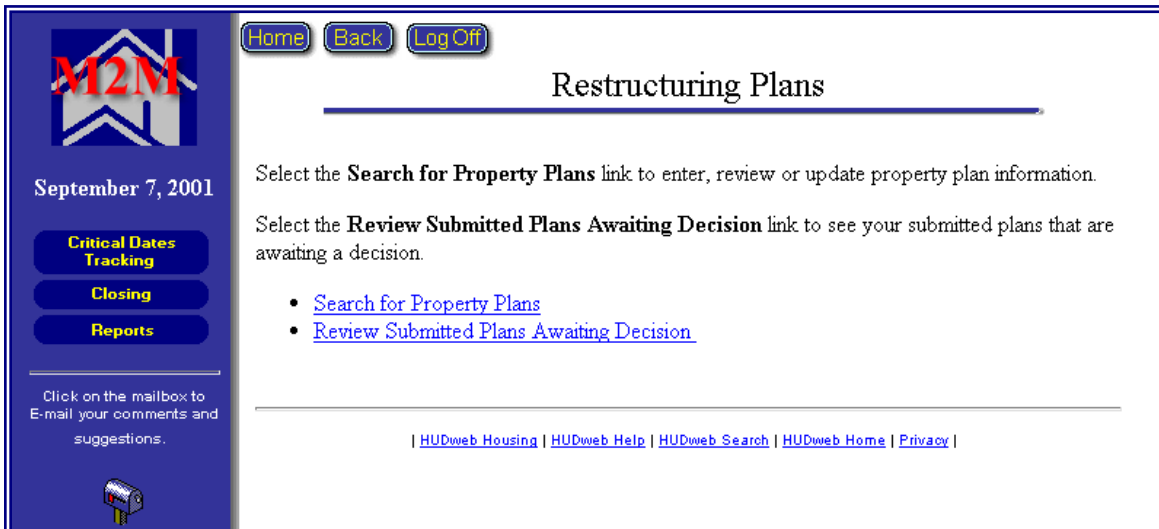 M2M
September 7, 2001
Critical Dates
Tracking
Closing
Reports
Click on the mailbox to
E-mail your comments and
suggestions.
Home Back Log Off
Restructuring Plans
Select the Search for Property Plans link to enter, review or update property plan information.
Select the Review Submitted Plans Awaiting Decision link to see your submitted plans that are
awaiting a decision.
• Search for Property Plans
• Review Submitted Plans Awaiting Decision
| HUDweb Housing | HUDweb Help | HUDweb Search | HUDweb Home | Privacy |